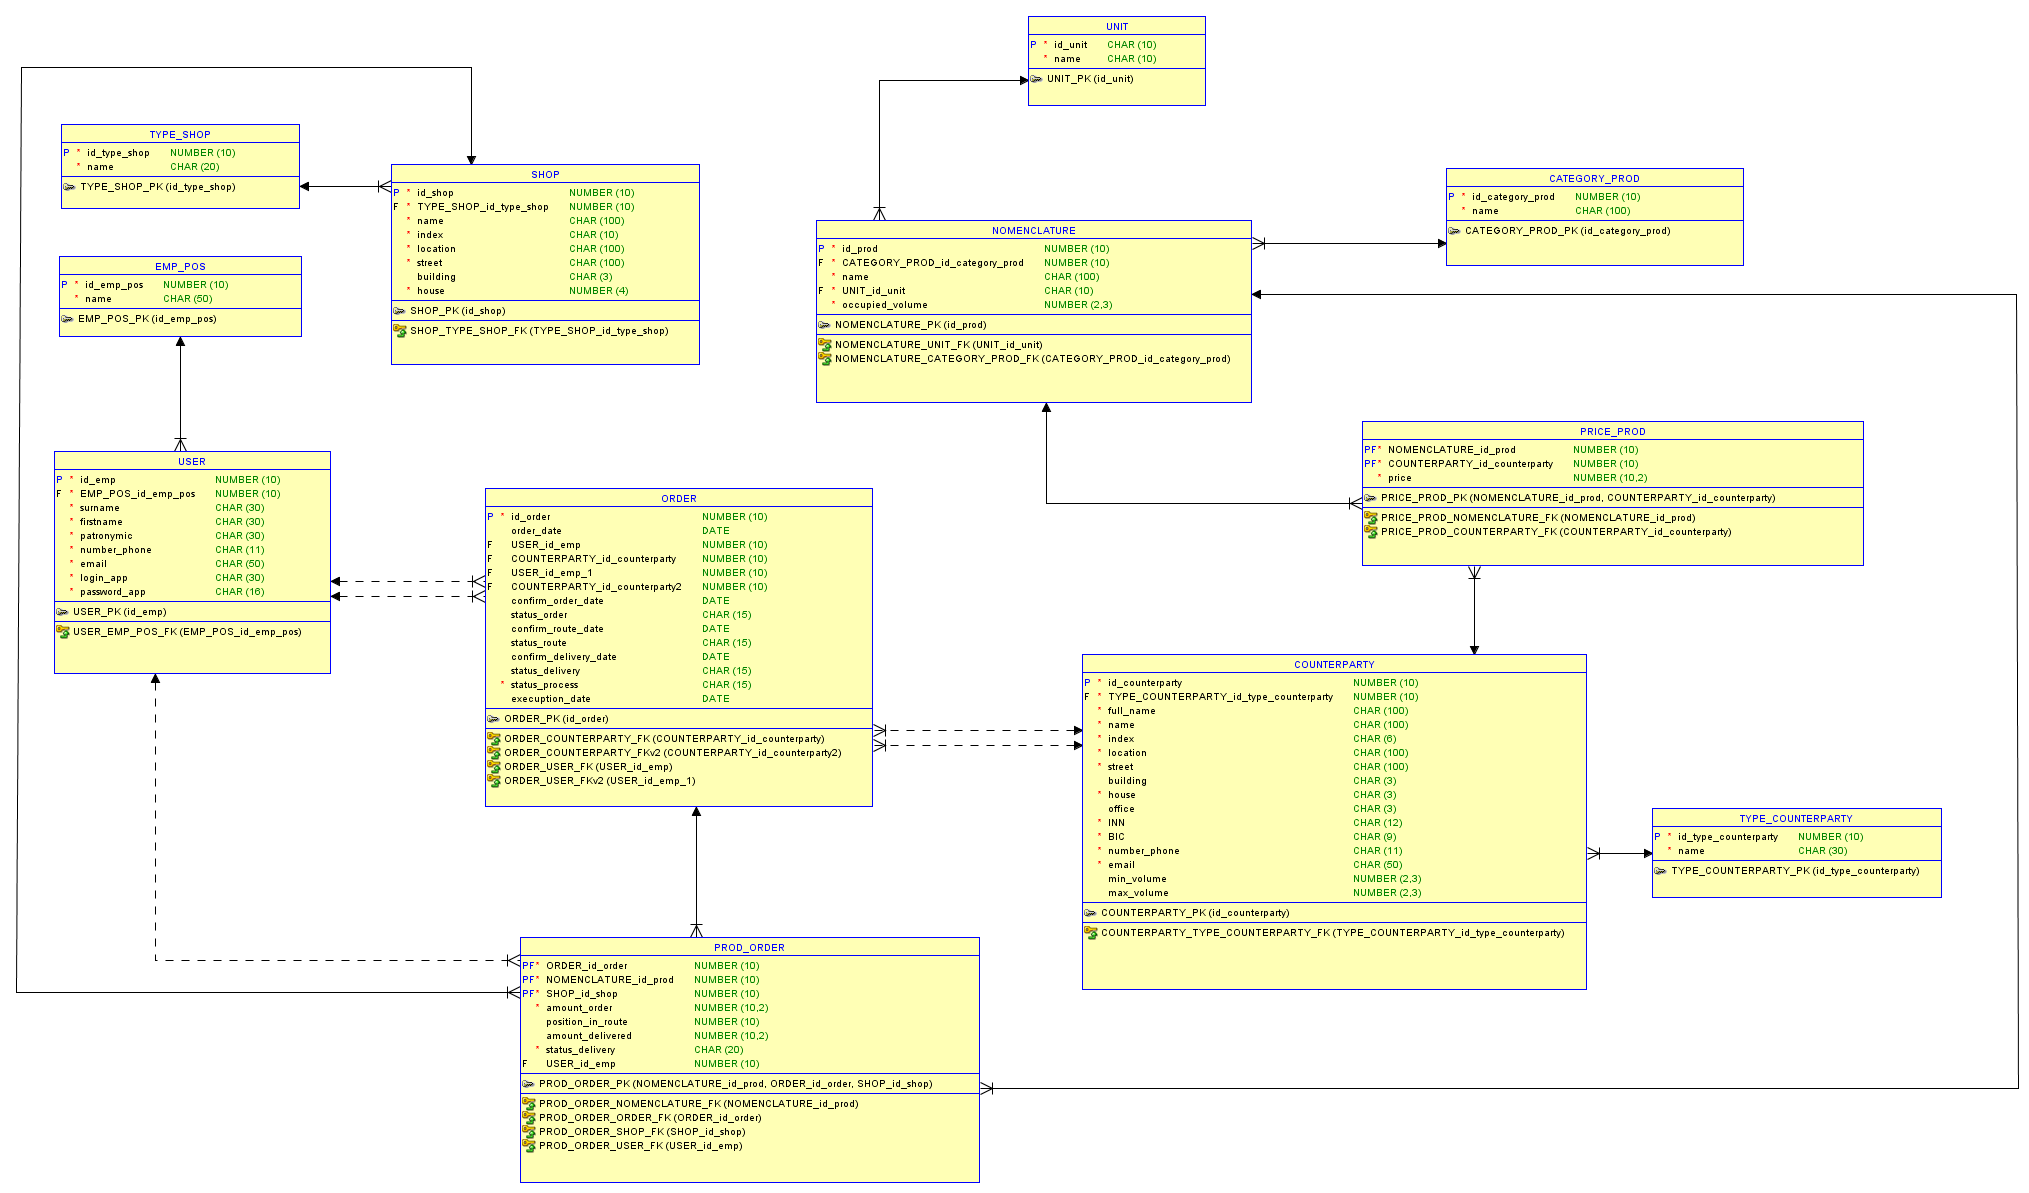 UNIT
P * id_unit CHAR (10)
* name CHAR (10)
UNIT_PK (id_unit)
TYPE_SHOP
P * id_type_shop NUMBER (10)
* name CHAR (20)
TYPE_SHOP_PK (id_type_shop)
SHOP
P * id_shop NUMBER (10)
F * TYPE_SHOP_id_type_shop NUMBER (10)
* name CHAR (100)
* index CHAR (10)
* location CHAR (100)
* street CHAR (100)
building CHAR (3)
* house NUMBER (4)
SHOP_PK (id_shop)
SHOP_TYPE_SHOP_FK (TYPE_SHOP_id_type_shop)
CATEGORY_PROD
P * id_category_prod NUMBER (10)
* name CHAR (100)
CATEGORY_PROD_PK (id_category_prod)
NOMENCLATURE
P * id_prod NUMBER (10)
F * CATEGORY_PROD_id_category_prod NUMBER (10)
* name CHAR (100)
F * UNIT_id_unit CHAR (10)
* occupied_volume NUMBER (2,3)
NOMENCLATURE_PK (id_prod)
NOMENCLATURE_UNIT_FK (UNIT_id_unit)
NOMENCLATURE_CATEGORY_PROD_FK (CATEGORY_PROD_id_category_prod)
EMP_POS
P * id_emp_pos NUMBER (10)
* name CHAR (50)
EMP_POS_PK (id_emp_pos)
PRICE_PROD
PF* NOMENCLATURE_id_prod NUMBER (10)
PF* COUNTERPARTY_id_counterparty NUMBER (10)
* price NUMBER (10,2)
PRICE_PROD_PK (NOMENCLATURE_id_prod, COUNTERPARTY_id_counterparty)
PRICE_PROD_NOMENCLATURE_FK (NOMENCLATURE_id_prod)
PRICE_PROD_COUNTERPARTY_FK (COUNTERPARTY_id_counterparty)
USER
P * id_emp NUMBER (10)
F * EMP_POS_id_emp_pos NUMBER (10)
* surname CHAR (30)
* firstname CHAR (30)
* patronymic CHAR (30)
* number_phone CHAR (11)
* email CHAR (50)
* login_app CHAR (30)
* password_app CHAR (16)
USER_PK (id_emp)
USER_EMP_POS_FK (EMP_POS_id_emp_pos)
ORDER
P * id_order NUMBER (10)
order_date DATE
F USER_id_emp NUMBER (10)
F COUNTERPARTY_id_counterparty NUMBER (10)
F USER_id_emp_1 NUMBER (10)
F COUNTERPARTY_id_counterparty2 NUMBER (10)
confirm_order_date DATE
status_order CHAR (15)
confirm_route_date DATE
status_route CHAR (15)
confirm_delivery_date DATE
status_delivery CHAR (15)
* status_process CHAR (15)
execuption_date DATE
ORDER_PK (id_order)
ORDER_COUNTERPARTY_FK (COUNTERPARTY_id_counterparty)
ORDER_COUNTERPARTY_FKv2 (COUNTERPARTY_id_counterparty2)
ORDER_USER_FK (USER_id_emp)
ORDER_USER_FKv2 (USER_id_emp_1)
COUNTERPARTY
P * id_counterparty NUMBER (10)
F * TYPE_COUNTERPARTY_id_type_counterparty NUMBER (10)
* full_name CHAR (100)
* name CHAR (100)
* index CHAR (6)
* location CHAR (100)
* street CHAR (100)
building CHAR (3)
* house CHAR (3)
office CHAR (3)
* INN CHAR (12)
* BIC CHAR (9)
* number_phone CHAR (11)
* email CHAR (50)
min_volume NUMBER (2,3)
max_volume NUMBER (2,3)
COUNTERPARTY_PK (id_counterparty)
COUNTERPARTY_TYPE_COUNTERPARTY_FK (TYPE_COUNTERPARTY_id_type_counterparty)
TYPE_COUNTERPARTY
P * id_type_counterparty NUMBER (10)
* name CHAR (30)
TYPE_COUNTERPARTY_PK (id_type_counterparty)
PROD_ORDER
PF* ORDER_id_order NUMBER (10)
PF* NOMENCLATURE_id_prod NUMBER (10)
PF* SHOP_id_shop NUMBER (10)
* amount_order NUMBER (10,2)
position_in_route NUMBER (10)
amount_delivered NUMBER (10,2)
* status_delivery CHAR (20)
F USER_id_emp NUMBER (10)
PROD_ORDER_PK (NOMENCLATURE_id_prod, ORDER_id_order, SHOP_id_shop)
PROD_ORDER_NOMENCLATURE_FK (NOMENCLATURE_id_prod)
PROD_ORDER_ORDER_FK (ORDER_id_order)
PROD_ORDER_SHOP_FK (SHOP_id_shop)
PROD_ORDER_USER_FK (USER_id_emp)